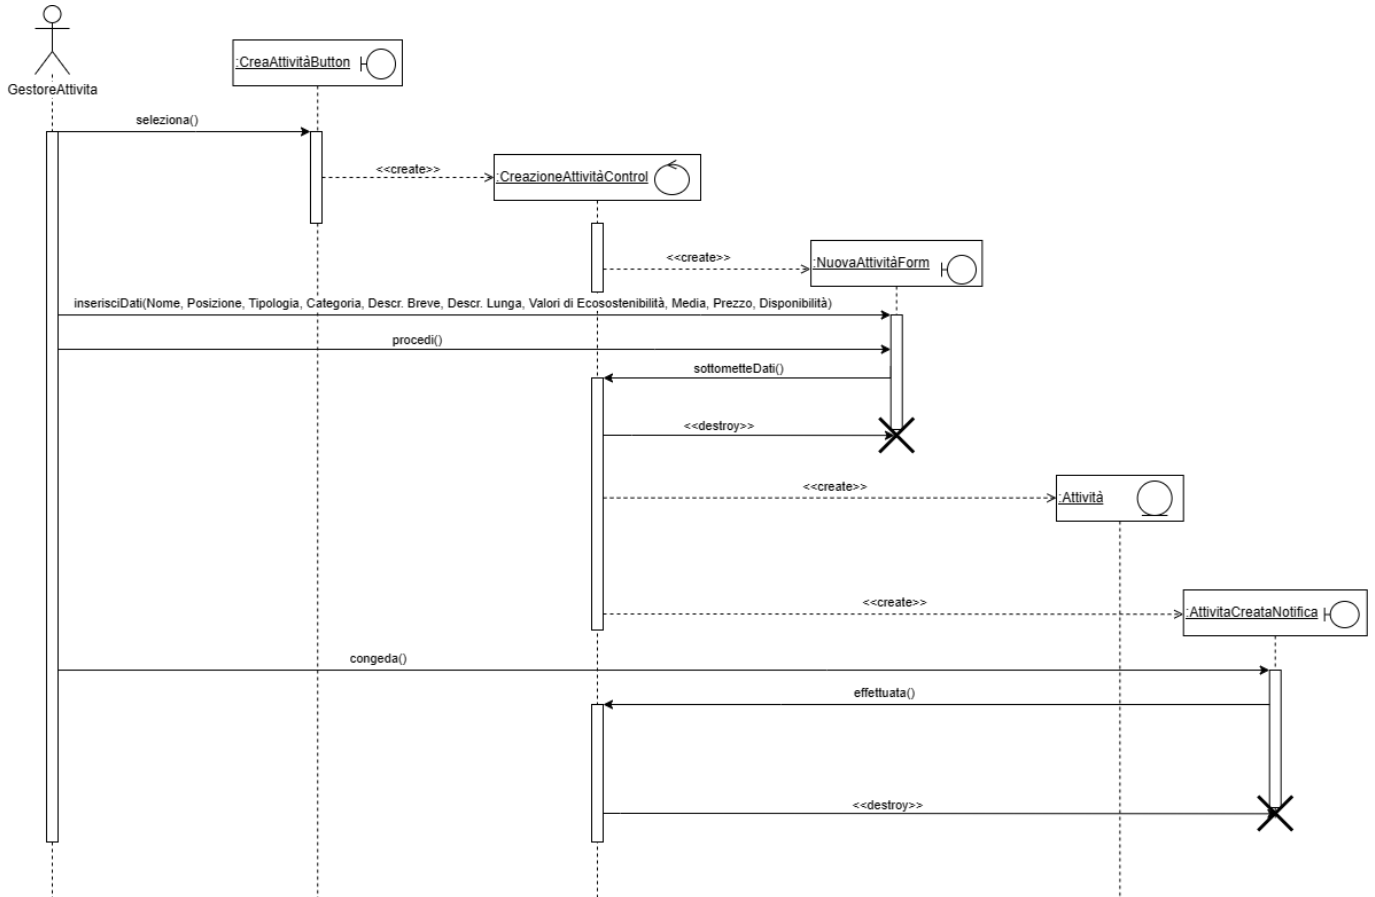 GestoreAttivita
:CreaAttivitàButton
seleziona()
<<create>>
:CreazioneAttivitàControl
<<create>>
:NuovaAttivitàForm
inserisciDati(Nome, Posizione, Tipologia, Categoria, Descr. Breve, Descr. Lunga, Valori di Ecosostenibilità, Media, Prezzo, Disponibilità)
procedi()
sottometteDati()
<<destroy>>
<<create>>
:Attività
<<create>>
:AttivitaCreataNotifica
congeda()
effettuata()
<<destroy>>